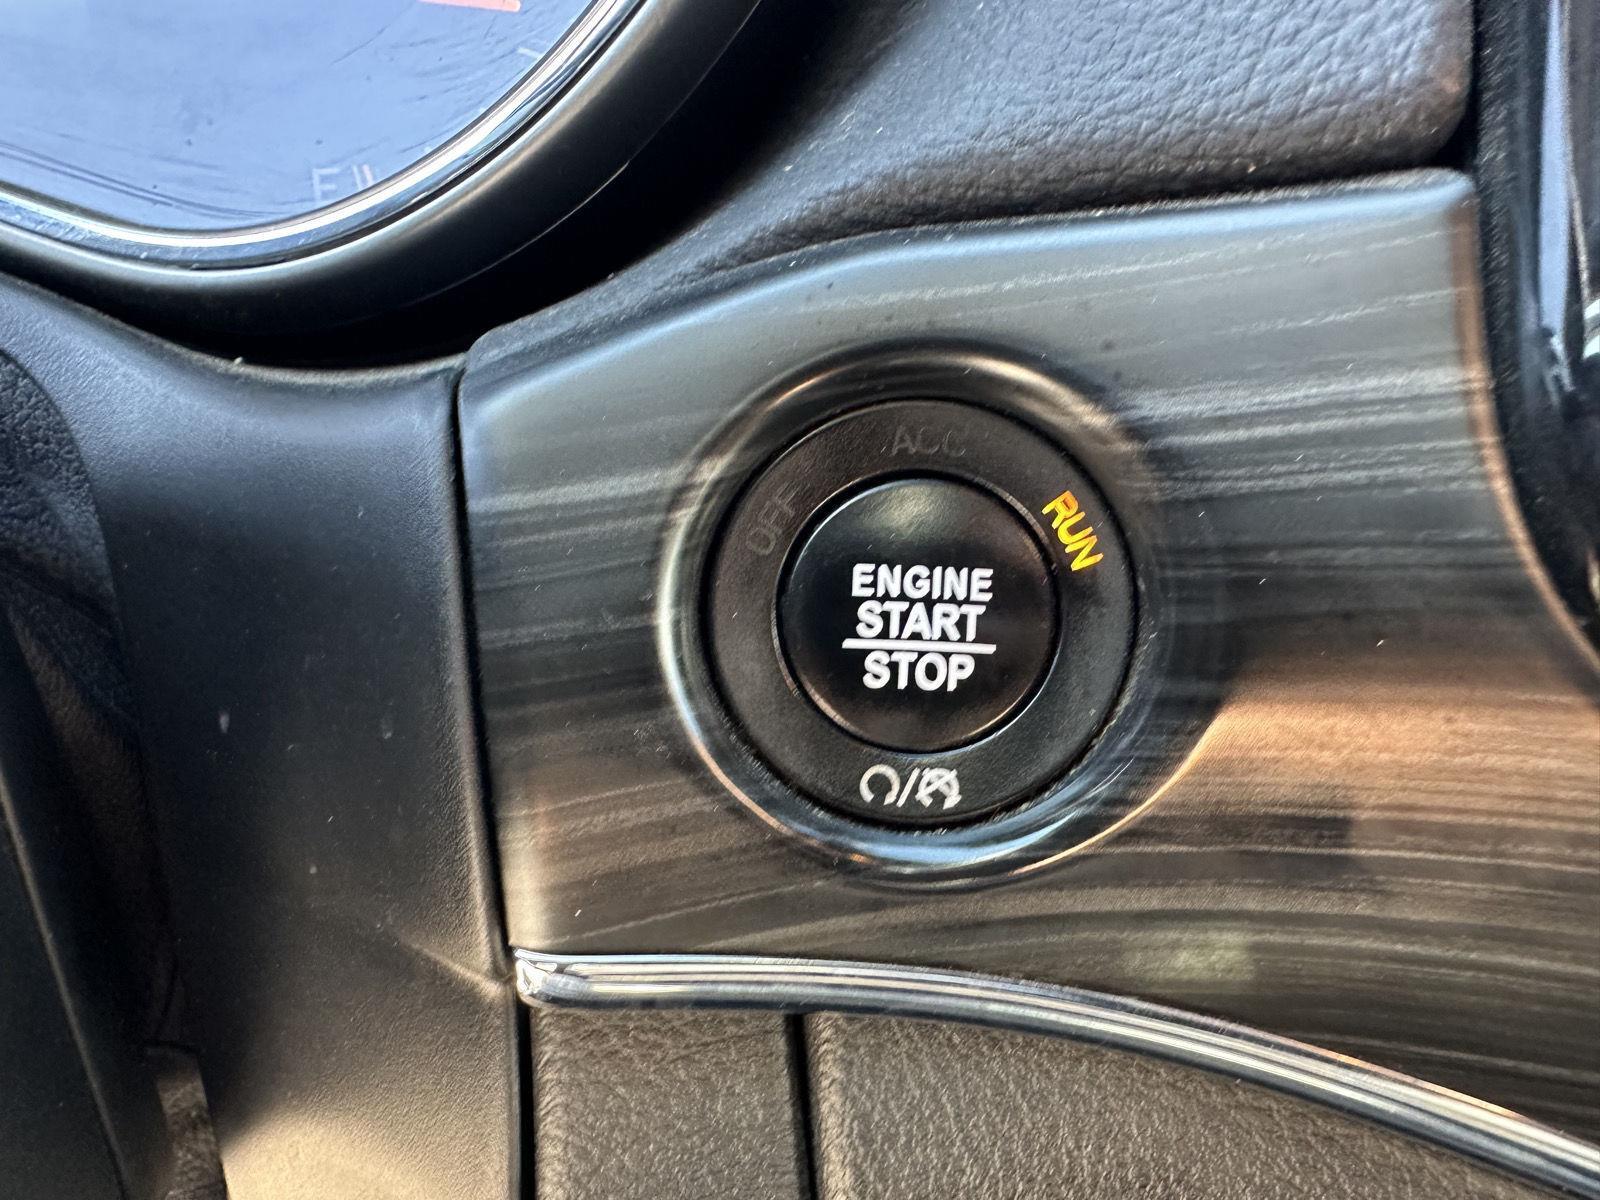 E
ACC
OFF
RUN
ENGINE
START
STOP